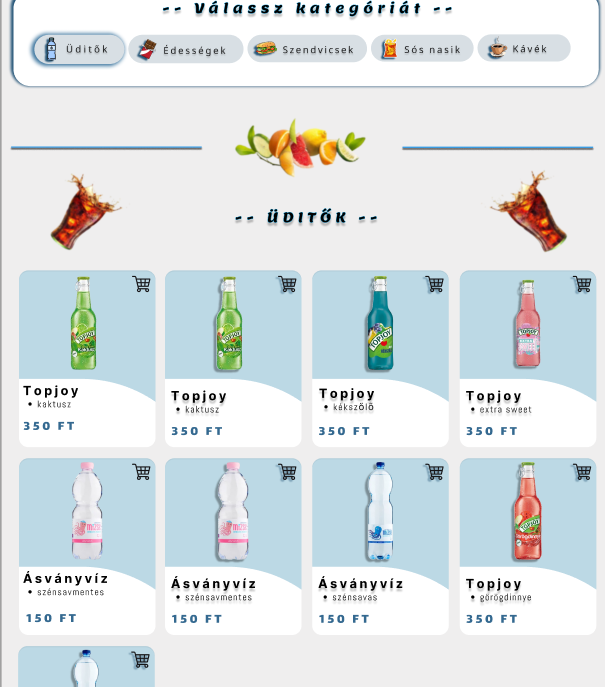 -- Válassz kategóriát --
Üditők Édességek Szendvicsek Sós nasik Kávék
-- ÜDITŐK --
Topjoy Topjoy Topjoy Topjoy
• kaktusz • kaktusz • kékszőlő • extra sweet
350 FT 350 FT 350 FT 350 FT
Ásványvíz Ásványvíz Ásványvíz Topjoy
• szénsavmentes • szénsavmentes • szénsavas • görögdinnye
150 FT 150 FT 150 FT 350 FT